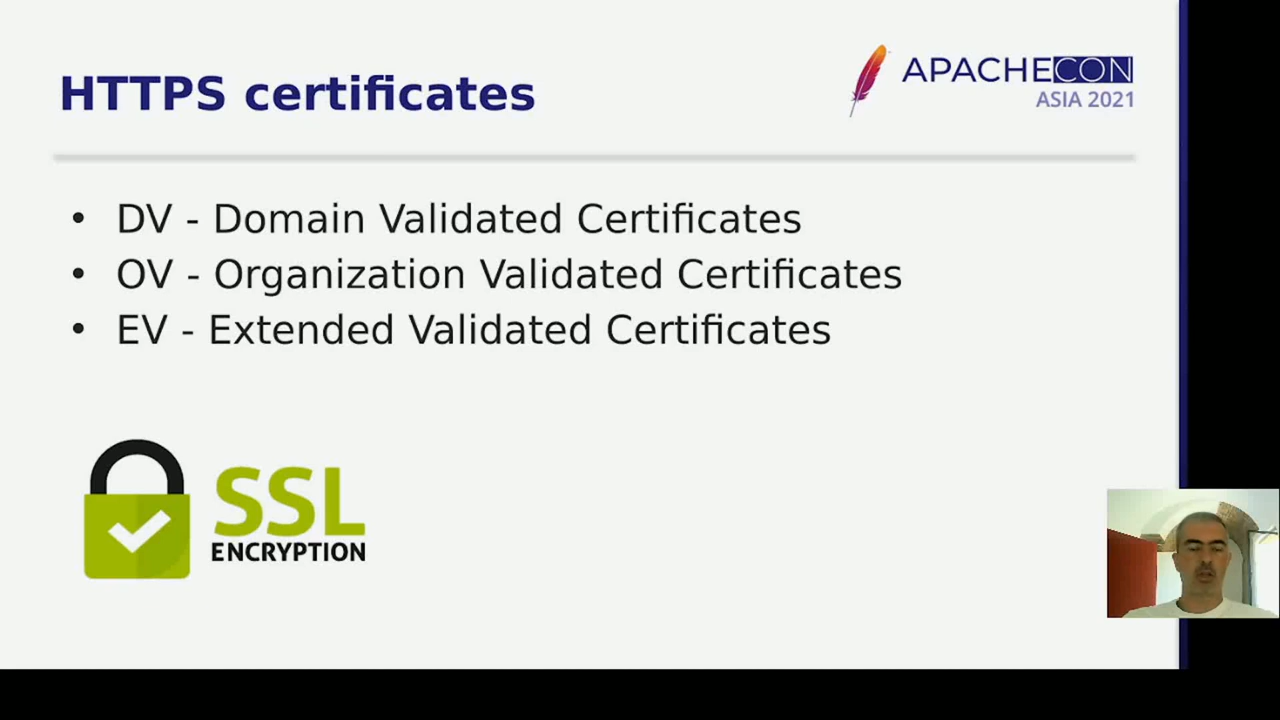 HTTPS certificates
APACHECON
ASIA 2021
• DV - Domain Validated Certificates
• OV - Organization Validated Certificates
• EV - Extended Validated Certificates
SSL
ENCRYPTION